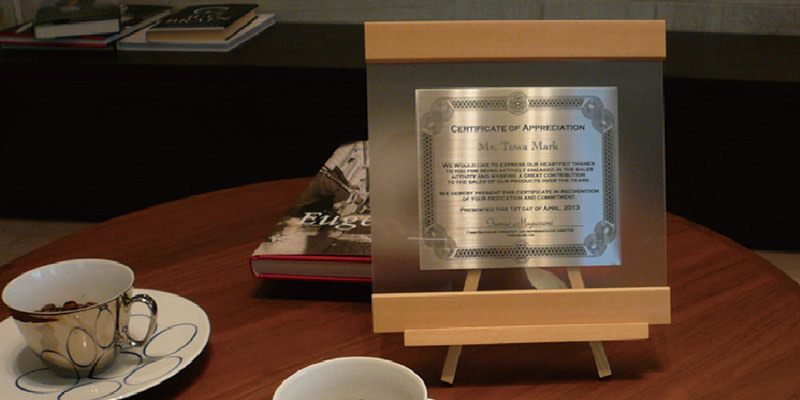 Certificate of Appreciation
Mr. Towa Mark
We would like to express our heartfelt thanks
to you for being actively engaged in the sales
activity and making a great contribution
to the sales of our products over the years.
We hereby present this certificate in recognition
of your dedication and commitment.
Presented this 1st day of April, 2013
Euge